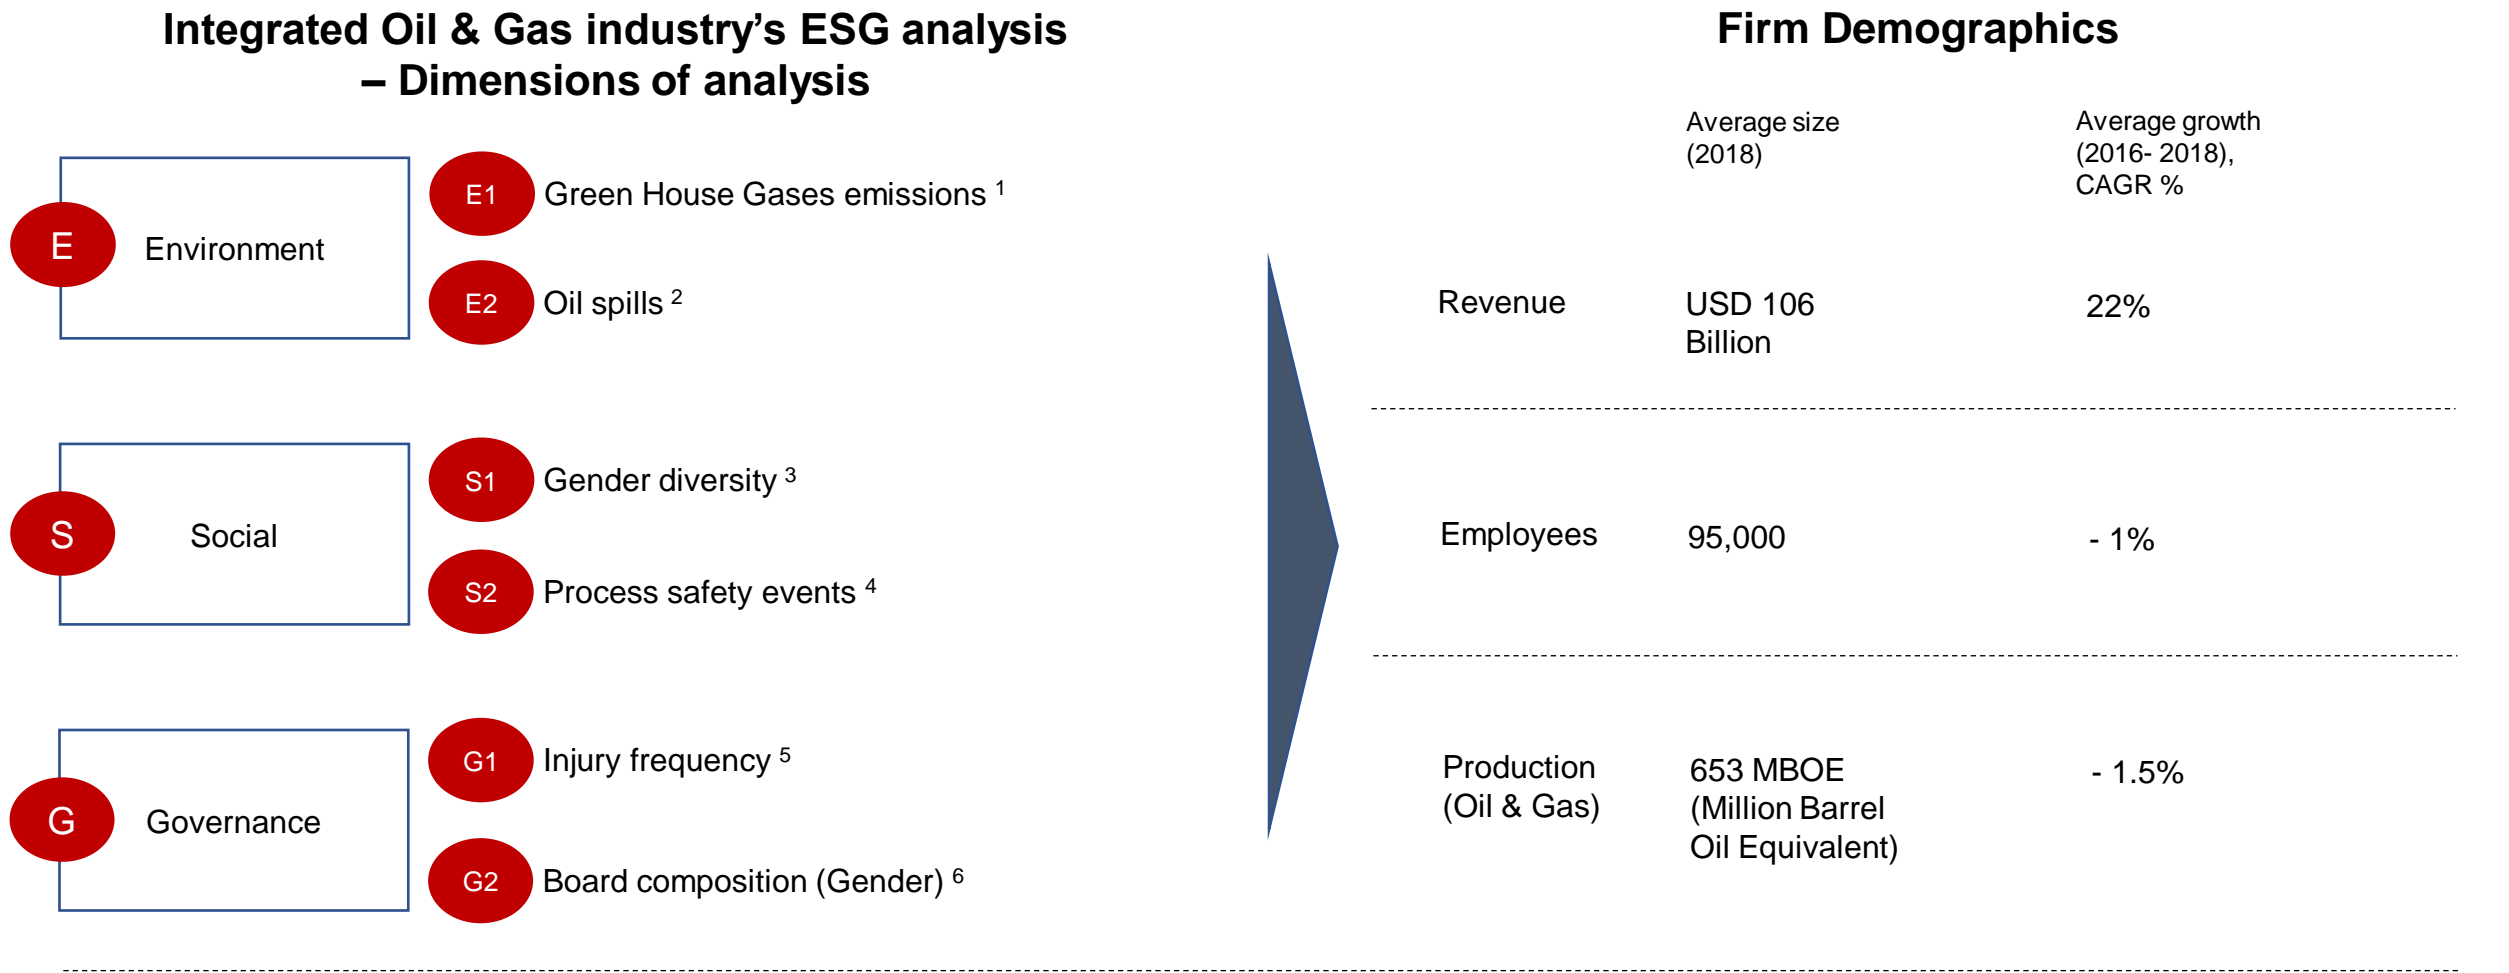 Integrated Oil & Gas industry’s ESG analysis
– Dimensions of analysis
E
Environment
E1
Green House Gases emissions 1
E2
Oil spills 2
S
Social
S1
Gender diversity 3
S2
Process safety events 4
G
Governance
G1
Injury frequency 5
G2
Board composition (Gender) 6
Firm Demographics
Average size
(2018)
Average growth
(2016- 2018),
CAGR %
Revenue
USD 106
Billion
22%
Employees
95,000
- 1%
Production
(Oil & Gas)
653 MBOE
(Million Barrel
Oil Equivalent)
- 1.5%